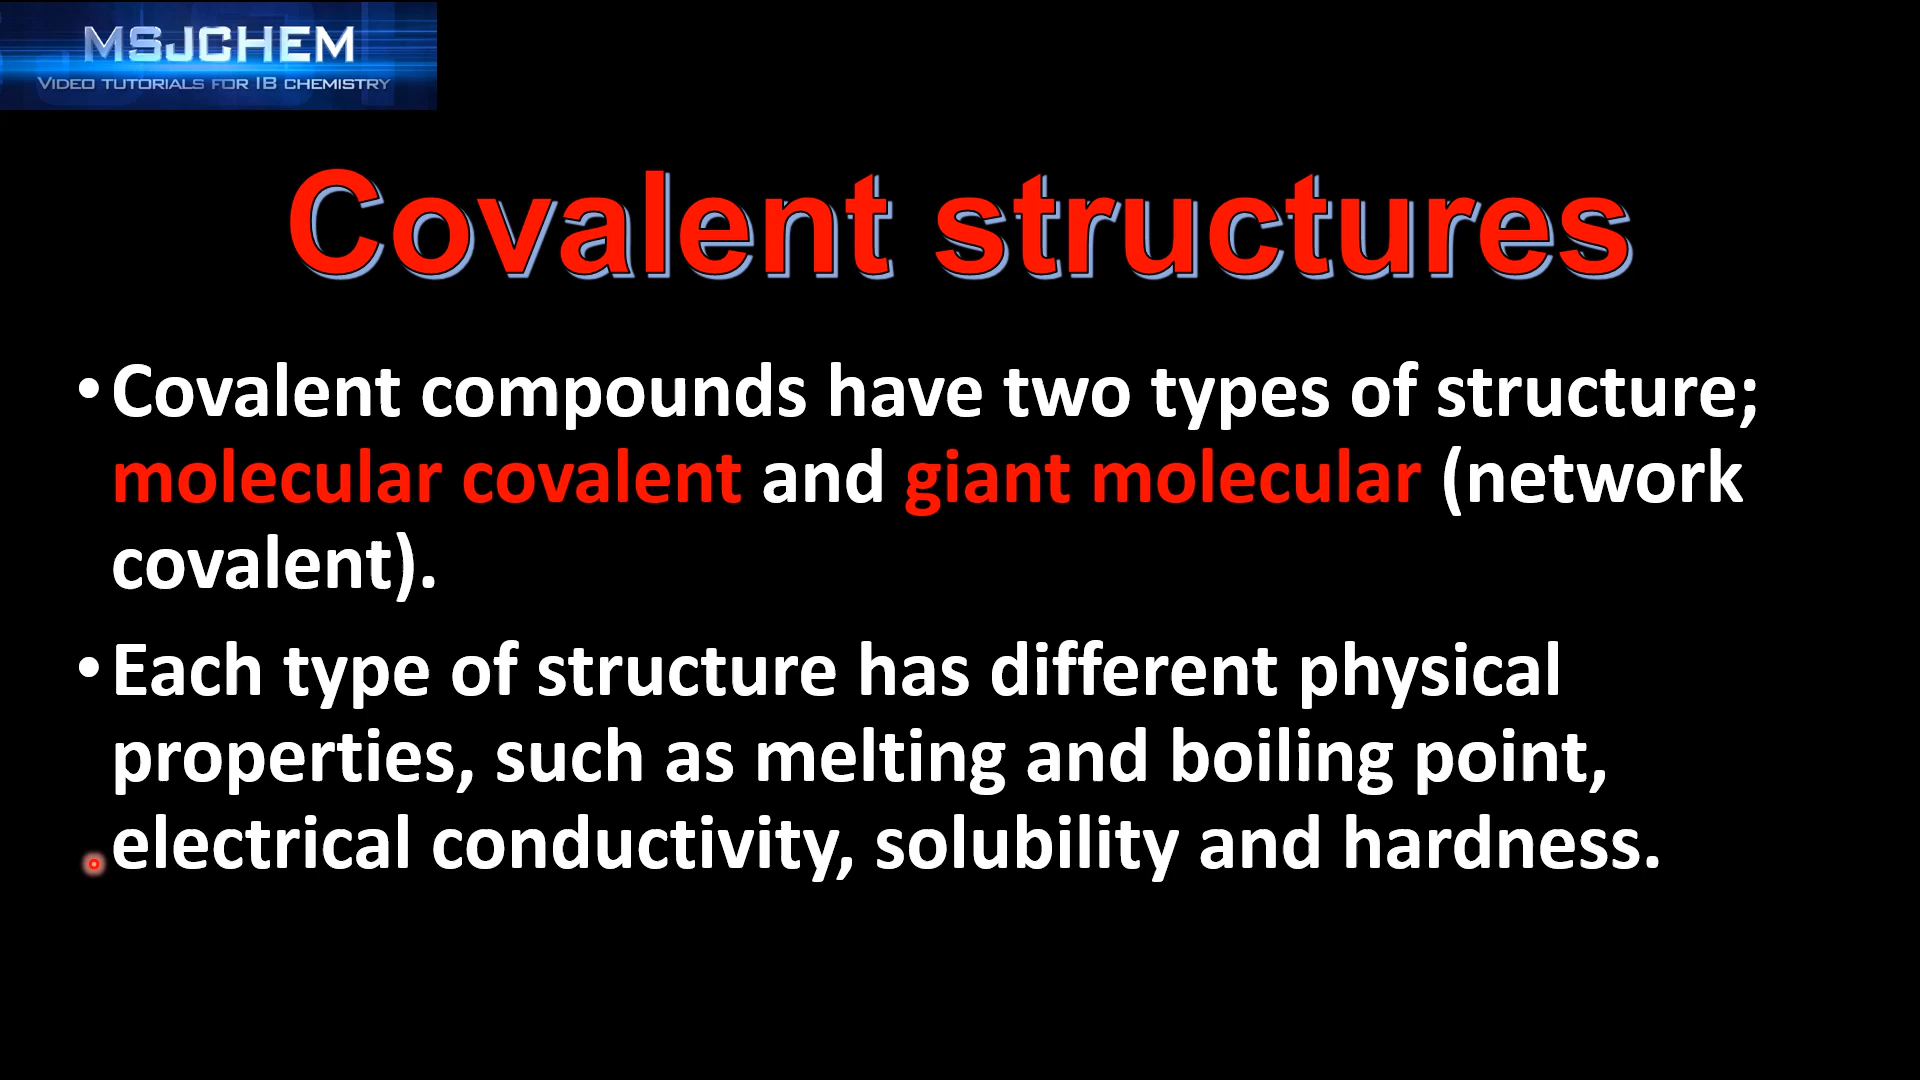 MSJCHEM
VIDEO TUTORIALS FOR IB CHEMISTRY
Covalent structures
•Covalent compounds have two types of structure;
molecular covalent and giant molecular (network
covalent).
•Each type of structure has different physical
properties, such as melting and boiling point,
electrical conductivity, solubility and hardness.